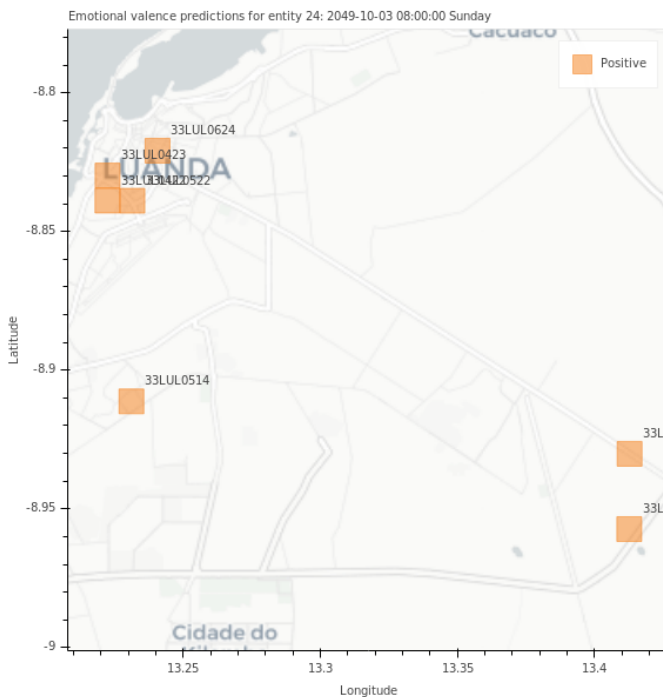 Emotional valence predictions for entity 24: 2049-10-03 08:00:00 Sunday
Cacuaco
Positive
-8.8
33LUL0624
33LUL0423
LUANDA
33LUL0422
33LUL0522
-8.85
Latitude
-8.9
33LUL0514
33L
-8.95
33L
Cidade do
-9
13.25
13.3
13.35
13.4
Longitude